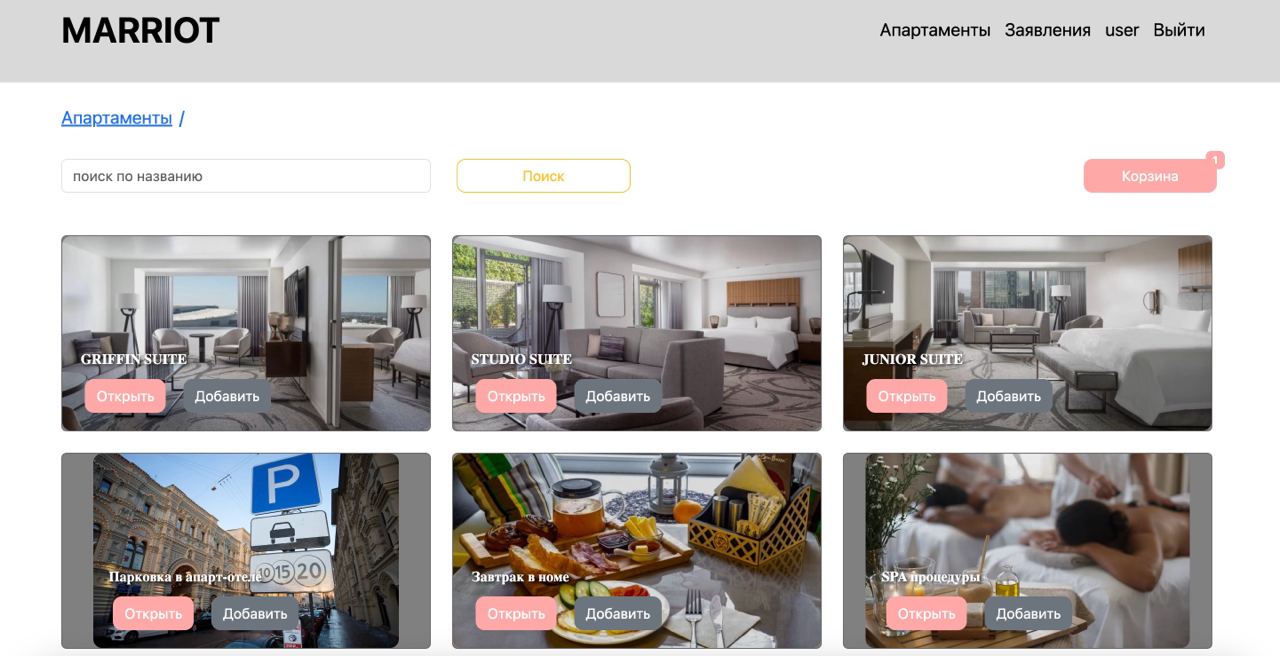 MARRIOT
Апартаменты Заявления user Выйти
Апартаменты /
поиск по названию
Поиск
Корзина
1
GRIFFIN SUITE
Открыть Добавить
STUDIO SUITE
Открыть Добавить
JUNIOR SUITE
Открыть Добавить
P
10 15 20
Парковка в апарт-отеле
Открыть Добавить
Завтрак в номе
Открыть Добавить
SPA процедуры
Открыть Добавить